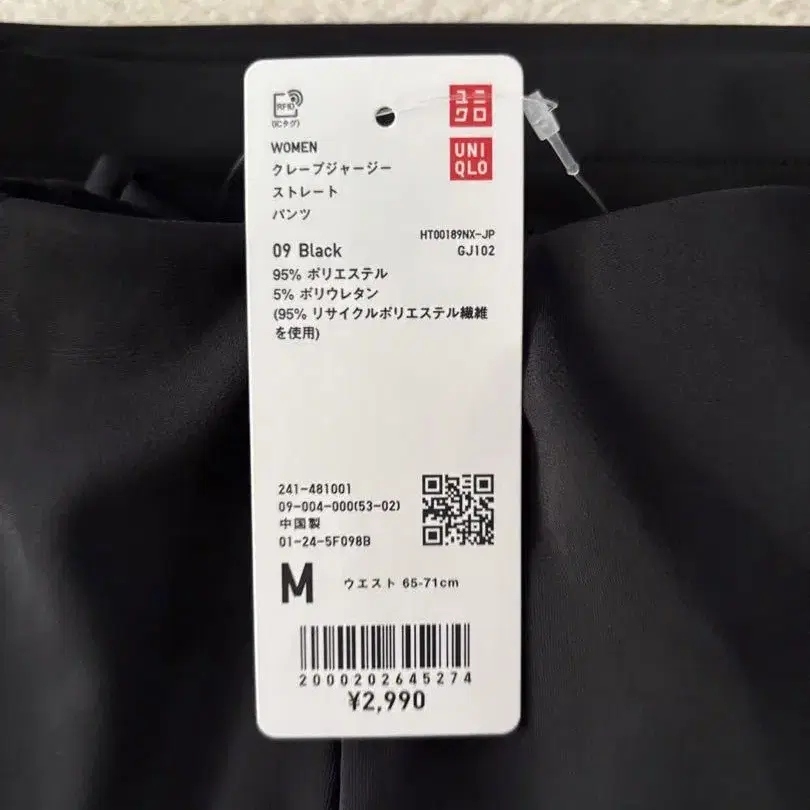 RFID
(ICタグ)
ユニ
クロ
UNI
QLO
WOMEN
クレープジャージー
ストレート
パンツ
HT00189NX-JP
09 Black
GJ102
95% ポリエステル
5% ポリウレタン
(95% リサイクルポリエステル繊維
を使用)
241-481001
09-004-000(53-02)
中国製
01-24-5F098B
M ウエスト 65-71cm
2000202645274
¥2,990